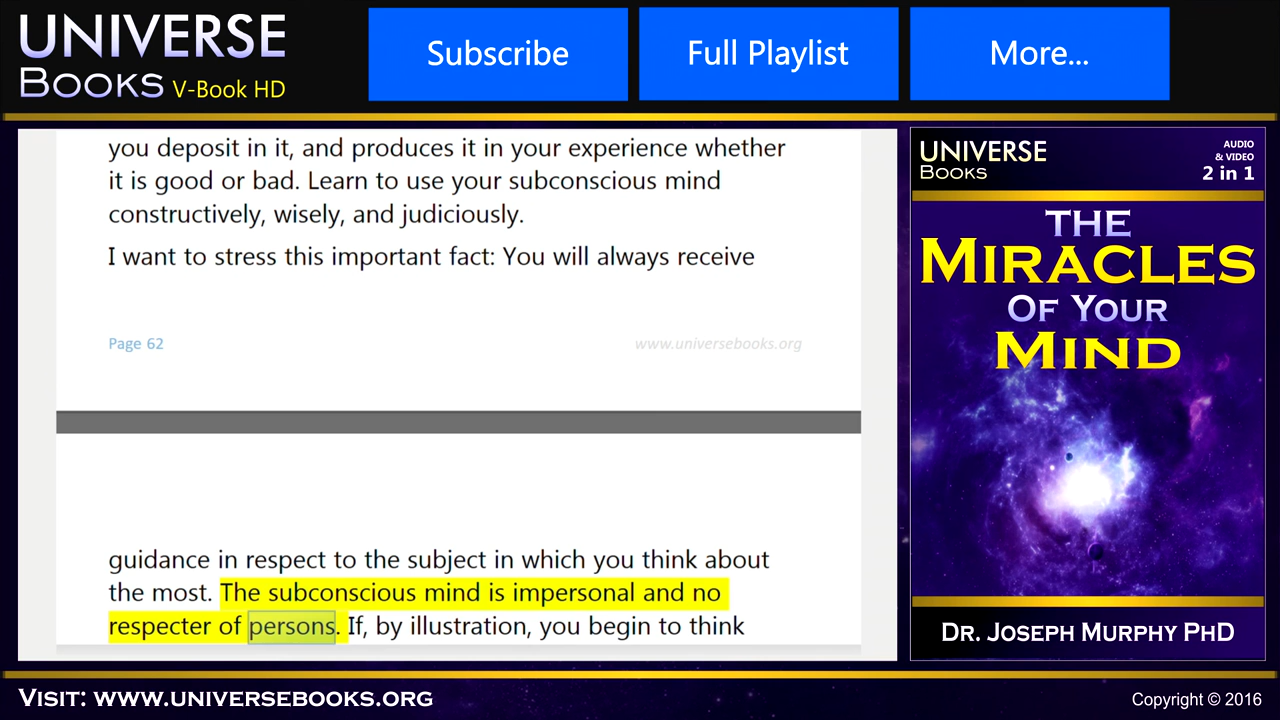 UNIVERSE
BOOKS V-Book HD
Subscribe
Full Playlist
More...
you deposit in it, and produces it in your experience whether
it is good or bad. Learn to use your subconscious mind
constructively, wisely, and judiciously.
I want to stress this important fact: You will always receive
Page 62
www.universebooks.org
guidance in respect to the subject in which you think about
the most. The subconscious mind is impersonal and no
respecter of persons. If, by illustration, you begin to think
UNIVERSE
BOOKS
AUDIO
& VIDEO
2 in 1
THE
MIRACLES
OF YOUR
MIND
DR. JOSEPH MURPHY PHD
VISIT: WWW.UNIVERSEBOOKS.ORG
Copyright © 2016